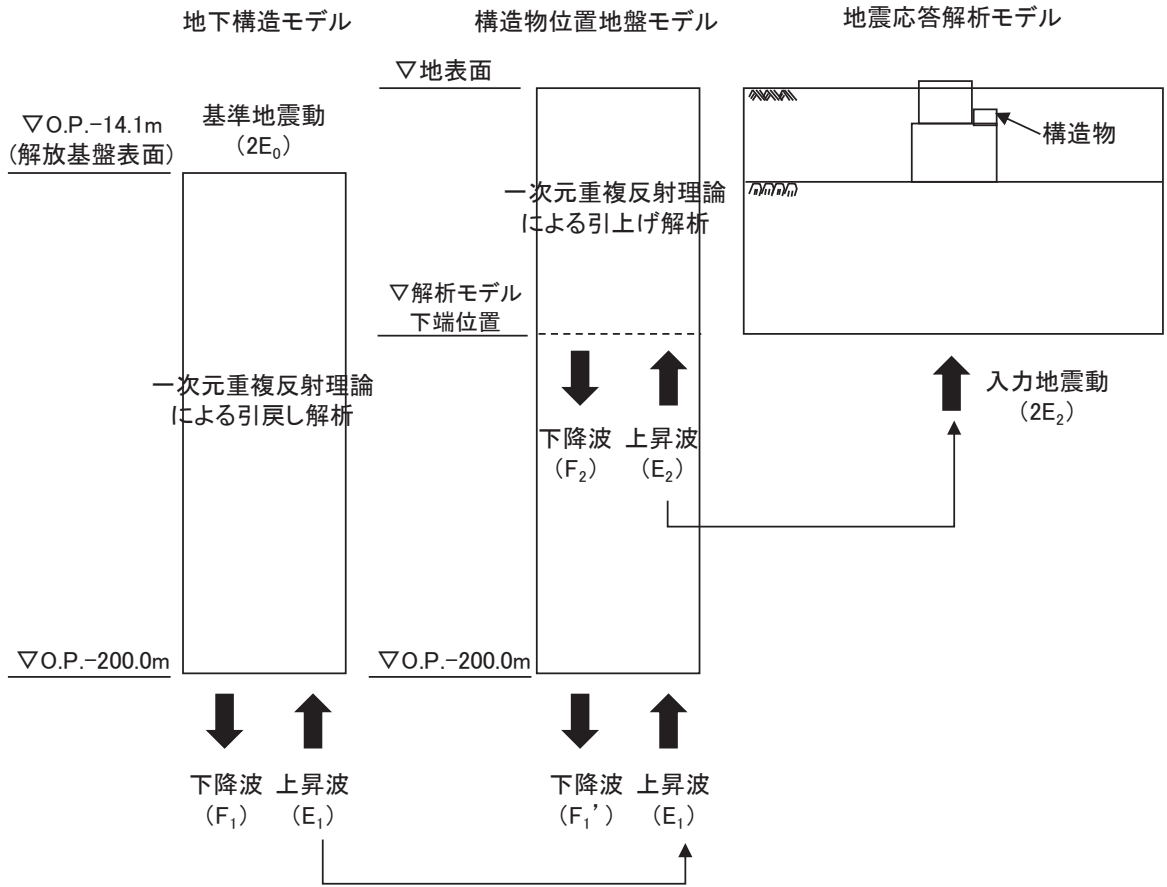 地下構造モデル
▽O.P.-14.1m
(解放基盤表面)
基準地震動
(2E₀)
一次元重複反射理論
による引戻し解析
▽O.P.-200.0m
下降波
(F₁)
上昇波
(E₁)
構造物位置地盤モデル
▽地表面
一次元重複反射理論
による引上げ解析
▽解析モデル
下端位置
下降波
(F₂)
上昇波
(E₂)
▽O.P.-200.0m
下降波
(F₁')
上昇波
(E₁)
地震応答解析モデル
構造物
入力地震動
(2E₂)